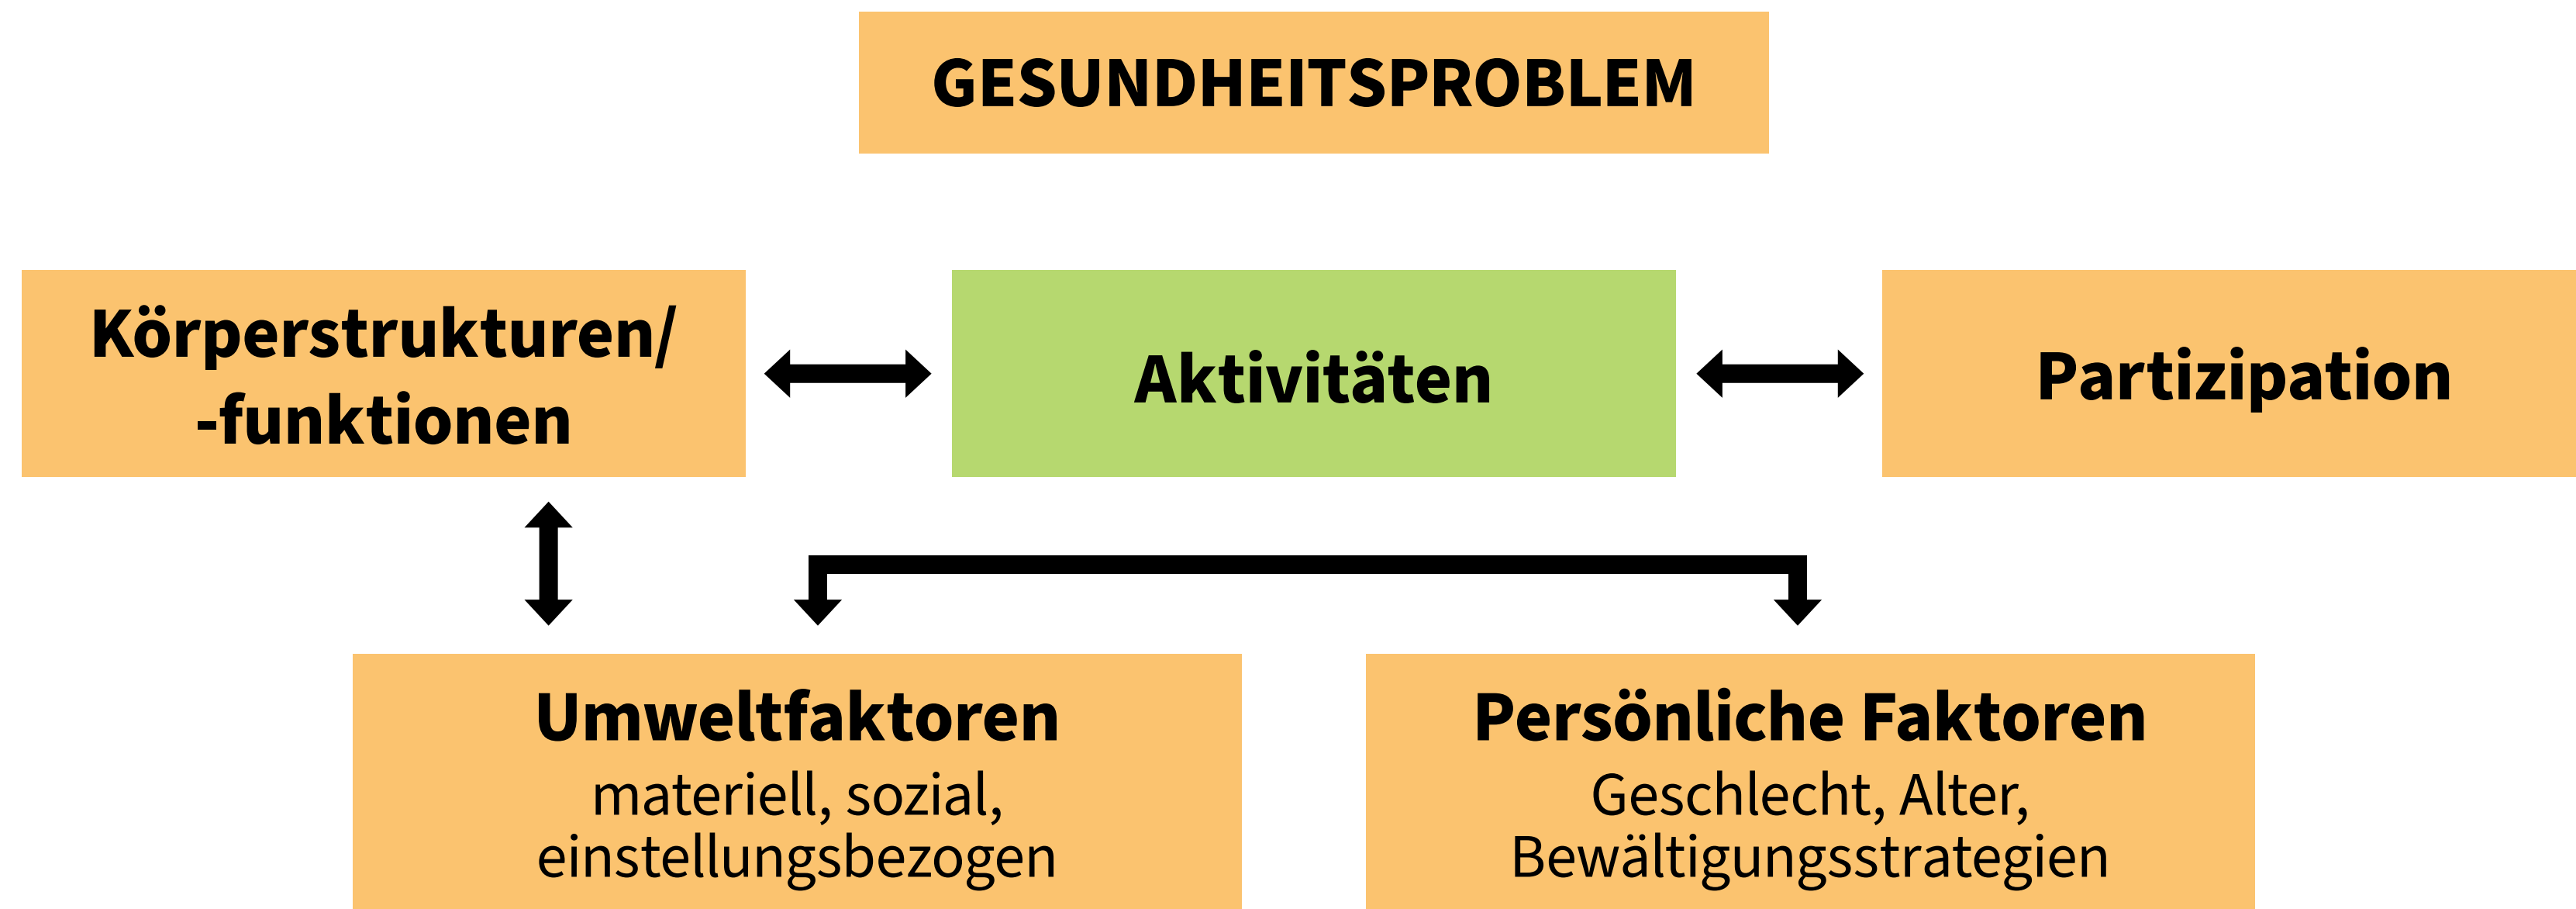 GESUNDHEITSPROBLEM
Körperstrukturen/
-funktionen
Aktivitäten
Partizipation
Umweltfaktoren
materiell, sozial,
einstellungsbezogen
Persönliche Faktoren
Geschlecht, Alter,
Bewältigungsstrategien